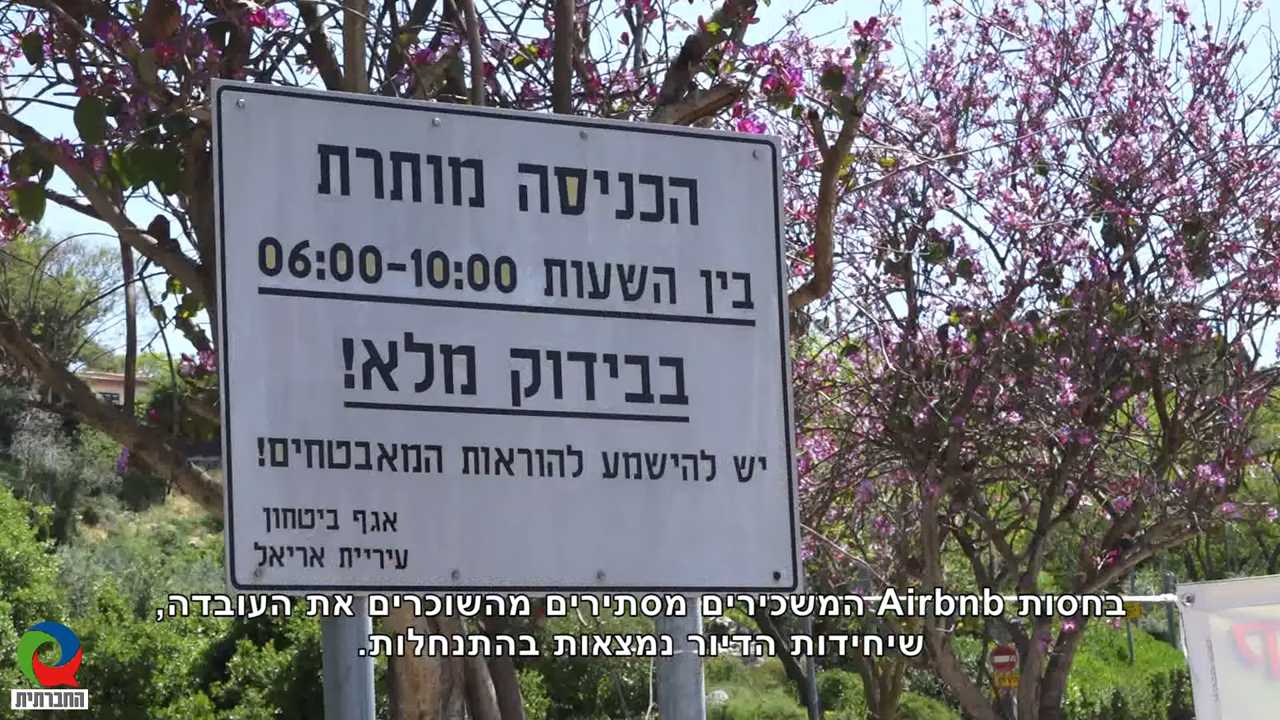 הכניסה מותרת
בין השעות 06:00-10:00
בבידוק מלא!
יש להישמע להוראות המאבטחים!
אגף ביטחון
עיריית אריאל
בחסות Airbnb המשכירים מסתירים מהשוכרים את העובדה,
שיחידות הדיור נמצאות בהתנחלות.
החברתית